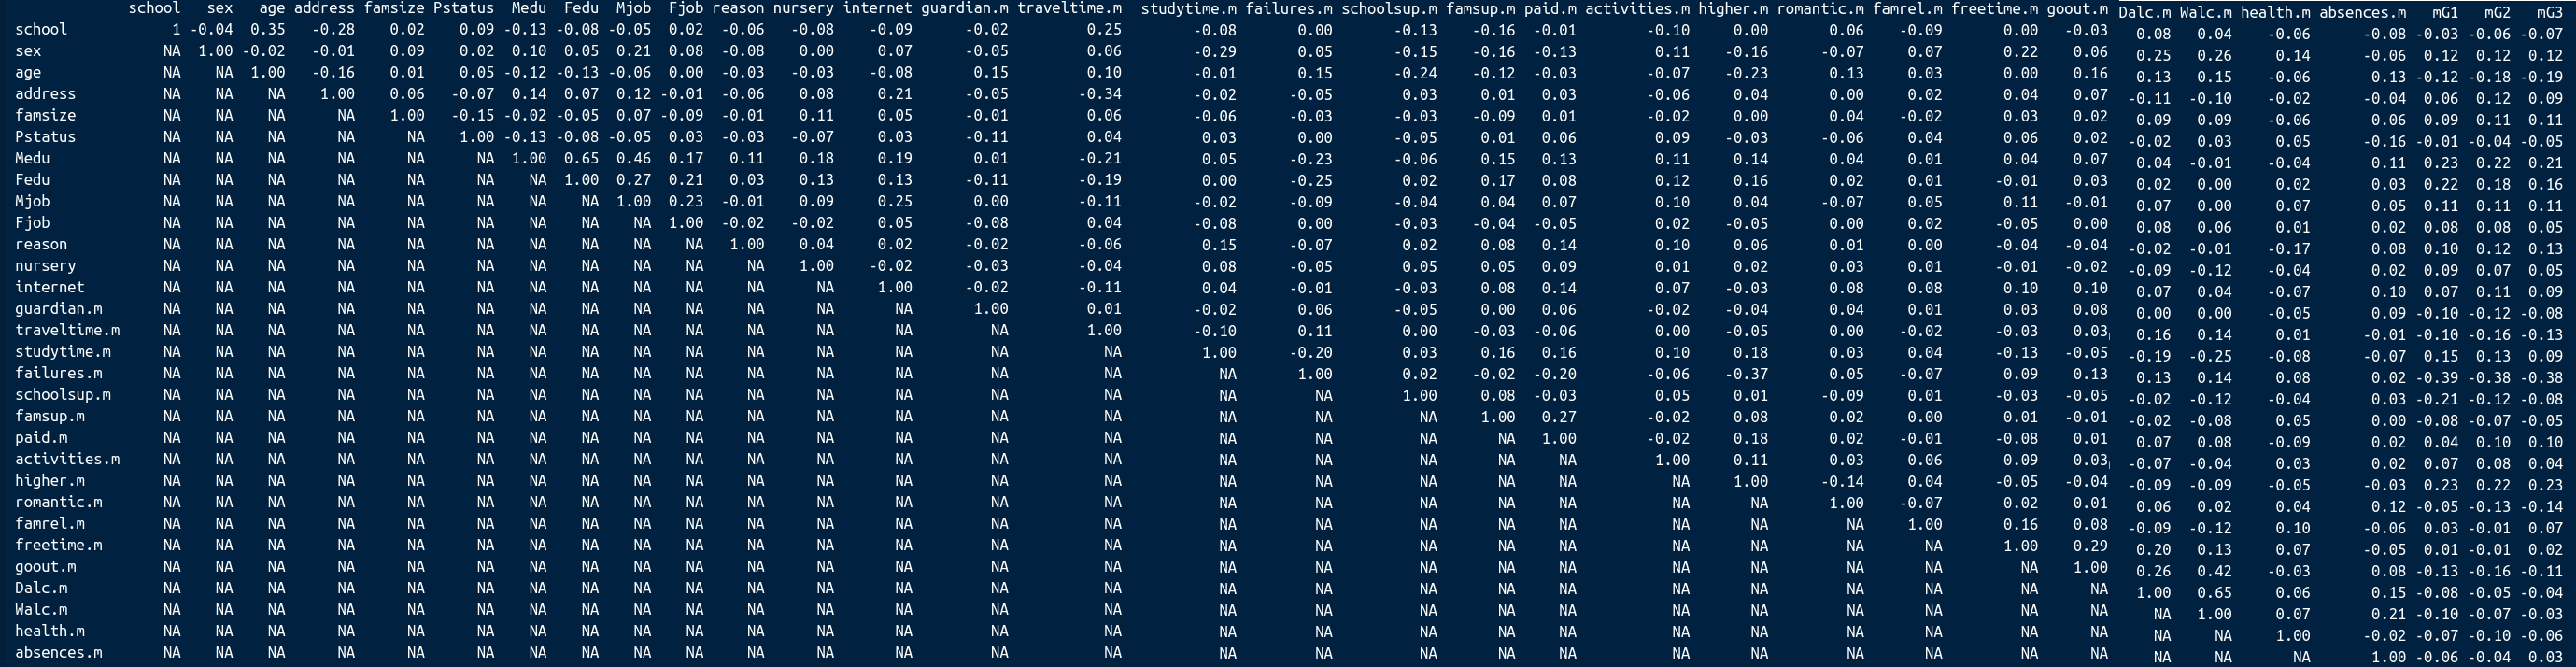 school sex age address famsize Pstatus Medu Fedu Mjob Fjob reason nursery internet guardian.m traveltime.m studytime.m failures.m schoolsup.m famsup.m paid.m activities.m higher.m romantic.m famrel.m freetime.m goout.m Dalc.m Walc.m health.m absences.m mG1 mG2 mG3
school 1 -0.04 0.35 -0.28 0.02 0.09 -0.13 -0.08 -0.05 0.02 -0.06 -0.08 -0.09 -0.02 0.25 -0.08 0.00 -0.13 -0.16 -0.01 -0.10 0.00 0.06 -0.09 0.00 -0.03 0.08 0.04 -0.06 -0.08 -0.03 -0.06 -0.07
sex NA 1.00 -0.02 -0.01 0.09 0.02 0.10 0.05 0.21 0.08 -0.08 0.00 0.07 -0.05 0.06 -0.29 0.05 -0.15 -0.16 -0.13 0.11 -0.16 -0.07 0.07 0.22 0.06 0.25 0.26 0.14 -0.06 0.12 0.12 0.12
age NA NA 1.00 -0.16 0.01 0.05 -0.12 -0.13 -0.06 0.00 -0.03 -0.03 -0.08 0.15 0.10 -0.01 0.15 -0.24 -0.12 -0.03 -0.07 -0.23 0.13 0.03 0.00 0.16 0.13 0.15 -0.06 0.13 -0.12 -0.18 -0.19
address NA NA NA 1.00 0.06 -0.07 0.14 0.07 0.12 -0.01 -0.06 0.08 0.21 -0.05 -0.34 -0.02 -0.05 0.03 0.01 0.03 -0.06 0.04 0.00 0.02 0.04 0.07 -0.11 -0.10 -0.02 -0.04 0.06 0.12 0.09
famsize NA NA NA NA 1.00 -0.15 -0.02 -0.05 0.07 -0.09 -0.01 0.11 0.05 -0.01 0.06 -0.06 -0.03 -0.03 -0.09 0.01 -0.02 0.00 0.04 -0.02 0.03 0.02 0.09 0.09 -0.06 0.06 0.09 0.11 0.11
Pstatus NA NA NA NA NA 1.00 -0.13 -0.08 -0.05 0.03 -0.03 -0.07 0.03 -0.11 0.04 0.03 0.00 -0.05 0.01 0.06 0.09 -0.03 -0.06 0.04 0.06 0.02 -0.02 0.03 0.05 -0.16 -0.01 -0.04 -0.05
Medu NA NA NA NA NA NA 1.00 0.65 0.46 0.17 0.11 0.18 0.19 0.01 -0.21 0.05 -0.23 -0.06 0.15 0.13 0.11 0.14 0.04 0.01 0.04 0.07 0.04 -0.01 -0.04 0.11 0.23 0.22 0.21
Fedu NA NA NA NA NA NA NA 1.00 0.27 0.21 0.03 0.13 0.13 -0.11 -0.19 0.00 -0.25 0.02 0.17 0.08 0.12 0.16 0.02 0.01 -0.01 0.03 0.02 0.00 0.02 0.03 0.22 0.18 0.16
Mjob NA NA NA NA NA NA NA NA 1.00 0.23 -0.01 0.09 0.25 0.00 -0.11 -0.02 -0.09 -0.04 0.04 0.07 0.10 0.04 -0.07 0.05 0.11 -0.01 0.07 0.00 0.07 0.05 0.11 0.11 0.11
Fjob NA NA NA NA NA NA NA NA NA 1.00 -0.02 -0.02 0.05 -0.08 0.04 -0.08 0.00 -0.03 -0.04 -0.05 0.02 -0.05 0.00 0.02 -0.05 0.00 0.08 0.06 0.01 0.02 0.08 0.08 0.05
reason NA NA NA NA NA NA NA NA NA NA 1.00 0.04 0.02 -0.02 -0.06 0.15 -0.07 0.02 0.08 0.14 0.10 0.06 0.01 0.00 -0.04 -0.04 -0.02 -0.01 -0.17 0.08 0.10 0.12 0.13
nursery NA NA NA NA NA NA NA NA NA NA NA 1.00 -0.02 -0.03 -0.04 0.08 -0.05 0.05 0.05 0.09 0.01 0.02 0.03 0.01 -0.01 -0.02 -0.09 -0.12 -0.04 0.02 0.09 0.07 0.05
internet NA NA NA NA NA NA NA NA NA NA NA NA 1.00 -0.02 -0.11 0.04 -0.01 -0.03 0.08 0.14 0.07 -0.03 0.08 0.08 0.10 0.10 0.07 0.04 -0.07 0.10 0.07 0.11 0.09
guardian.m NA NA NA NA NA NA NA NA NA NA NA NA NA 1.00 0.01 -0.02 0.06 -0.05 0.00 0.06 -0.02 -0.04 0.04 0.01 0.03 0.08 0.00 0.00 -0.05 0.09 -0.10 -0.12 -0.08
traveltime.m NA NA NA NA NA NA NA NA NA NA NA NA NA NA 1.00 -0.10 0.11 0.00 -0.03 -0.06 0.00 -0.05 0.00 -0.02 -0.03 0.03 0.16 0.14 0.01 -0.01 -0.10 -0.16 -0.13
studytime.m NA NA NA NA NA NA NA NA NA NA NA NA NA NA NA 1.00 -0.20 0.03 0.16 0.16 0.10 0.18 0.03 0.04 -0.13 -0.05 -0.19 -0.25 -0.08 -0.07 0.15 0.13 0.09
failures.m NA NA NA NA NA NA NA NA NA NA NA NA NA NA NA NA 1.00 0.02 -0.02 -0.20 -0.06 -0.37 0.05 -0.07 0.09 0.13 0.13 0.14 0.08 0.02 -0.39 -0.38 -0.38
schoolsup.m NA NA NA NA NA NA NA NA NA NA NA NA NA NA NA NA NA 1.00 0.08 -0.03 0.05 0.01 -0.09 0.01 -0.03 -0.05 -0.02 -0.02 -0.04 0.03 -0.21 -0.12 -0.08
famsup.m NA NA NA NA NA NA NA NA NA NA NA NA NA NA NA NA NA NA 1.00 0.27 -0.02 0.08 0.02 0.00 0.01 -0.01 -0.02 -0.08 0.05 0.00 -0.08 -0.07 -0.05
paid.m NA NA NA NA NA NA NA NA NA NA NA NA NA NA NA NA NA NA NA 1.00 -0.02 0.18 0.02 -0.01 -0.08 0.01 0.07 0.08 -0.09 0.02 0.04 0.10 0.10
activities.m NA NA NA NA NA NA NA NA NA NA NA NA NA NA NA NA NA NA NA NA 1.00 0.11 0.03 0.06 0.09 0.03 -0.07 -0.04 0.03 0.02 0.07 0.08 0.04
higher.m NA NA NA NA NA NA NA NA NA NA NA NA NA NA NA NA NA NA NA NA NA 1.00 -0.14 0.04 -0.05 -0.04 -0.09 -0.09 -0.05 -0.03 0.23 0.22 0.23
romantic.m NA NA NA NA NA NA NA NA NA NA NA NA NA NA NA NA NA NA NA NA NA NA 1.00 -0.07 0.02 0.01 0.06 0.02 0.04 0.12 -0.05 -0.13 -0.14
famrel.m NA NA NA NA NA NA NA NA NA NA NA NA NA NA NA NA NA NA NA NA NA NA NA 1.00 0.16 0.08 -0.09 -0.12 0.10 -0.06 0.03 -0.01 0.07
freetime.m NA NA NA NA NA NA NA NA NA NA NA NA NA NA NA NA NA NA NA NA NA NA NA NA 1.00 0.29 0.20 0.13 0.07 -0.05 0.01 -0.01 0.02
goout.m NA NA NA NA NA NA NA NA NA NA NA NA NA NA NA NA NA NA NA NA NA NA NA NA NA 1.00 0.26 0.42 -0.03 0.08 -0.13 -0.16 -0.11
Dalc.m NA NA NA NA NA NA NA NA NA NA NA NA NA NA NA NA NA NA NA NA NA NA NA NA NA NA 1.00 0.65 0.06 0.15 -0.08 -0.05 -0.04
Walc.m NA NA NA NA NA NA NA NA NA NA NA NA NA NA NA NA NA NA NA NA NA NA NA NA NA NA NA 1.00 0.07 0.21 -0.10 -0.07 -0.03
health.m NA NA NA NA NA NA NA NA NA NA NA NA NA NA NA NA NA NA NA NA NA NA NA NA NA NA NA NA 1.00 -0.02 -0.07 -0.10 -0.06
absences.m NA NA NA NA NA NA NA NA NA NA NA NA NA NA NA NA NA NA NA NA NA NA NA NA NA NA NA NA NA 1.00 -0.06 -0.04 0.03